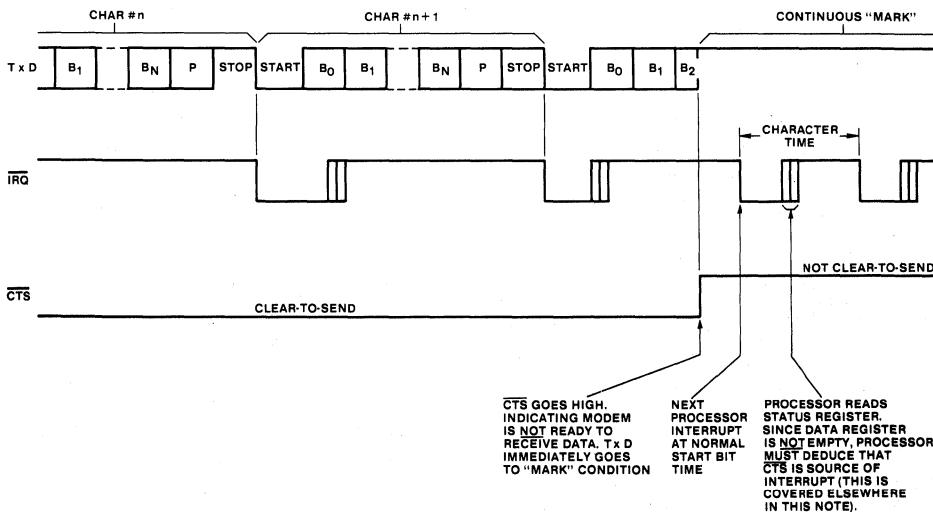 CHAR #n
CHAR #n+1
CONTINUOUS “MARK”
TxD B1 BN P STOP START B0 B1 BN P STOP START B0 B1 B2
CHARACTER
TIME
IRQ
NOT CLEAR-TO-SEND
CTS
CLEAR-TO-SEND
CTS GOES HIGH.
INDICATING MODEM
IS NOT READY TO
RECEIVE DATA. TxD
IMMEDIATELY GOES
TO “MARK” CONDITION
NEXT
PROCESSOR
INTERRUPT
AT NORMAL
START BIT
TIME
PROCESSOR READS
STATUS REGISTER.
SINCE DATA REGISTER
IS NOT EMPTY, PROCESSOR
MUST DEDUCE THAT
CTS IS SOURCE OF
INTERRUPT (THIS IS
COVERED ELSEWHERE
IN THIS NOTE).